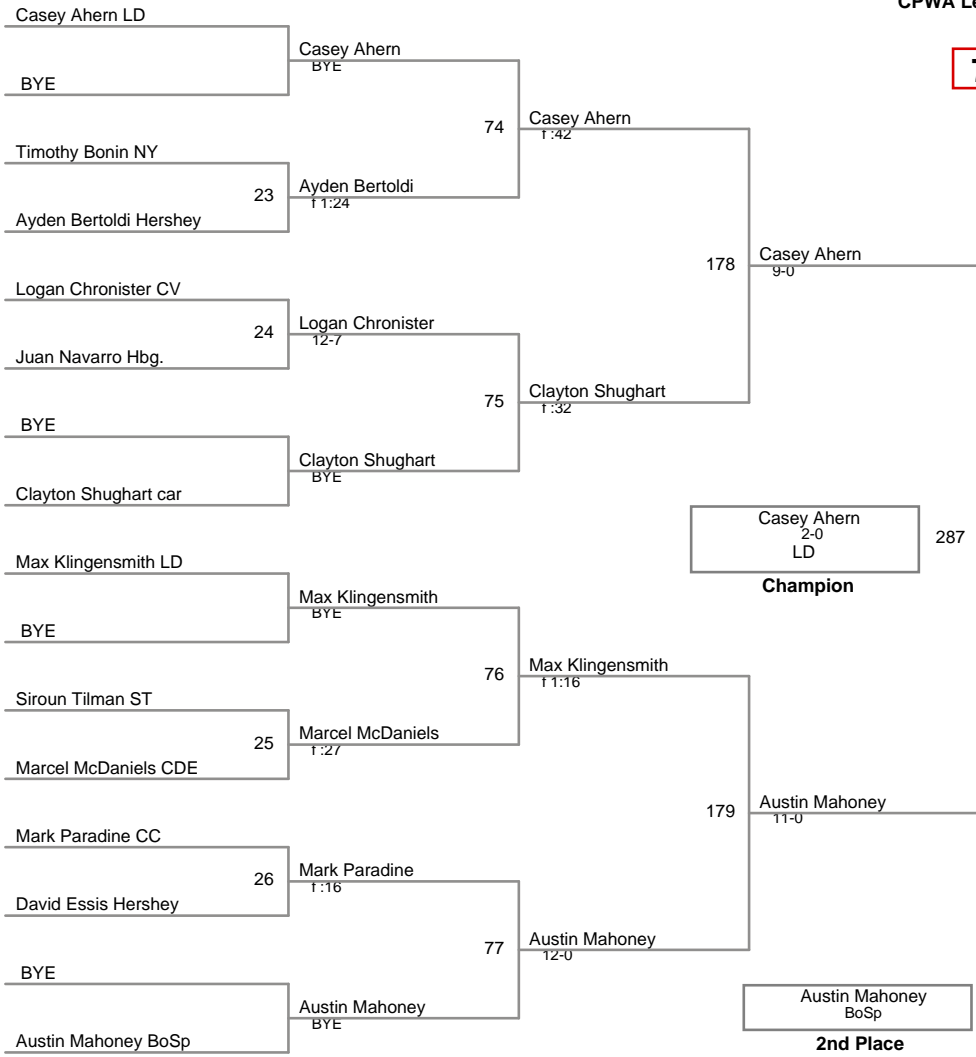 CPWA Le
Casey Ahern LD
Casey Ahern
BYE
BYE
74
Casey Ahern
f :42
Timothy Bonin NY
23
Ayden Bertoldi
f 1:24
Ayden Bertoldi Hershey
178
Casey Ahern
9-0
Logan Chronister CV
24
Logan Chronister
12-7
Juan Navarro Hbg.
75
Clayton Shughart
f :32
BYE
Clayton Shughart
BYE
Clayton Shughart car
Casey Ahern
2-0
LD
287
Champion
Max Klingensmith LD
Max Klingensmith
BYE
BYE
76
Max Klingensmith
f 1:16
Siroun Tilman ST
25
Marcel McDaniels
f :27
Marcel McDaniels CDE
179
Austin Mahoney
11-0
Mark Paradine CC
26
Mark Paradine
f :16
David Essis Hershey
77
Austin Mahoney
12-0
BYE
Austin Mahoney
BYE
Austin Mahoney BoSp
Austin Mahoney
BoSp
2nd Place